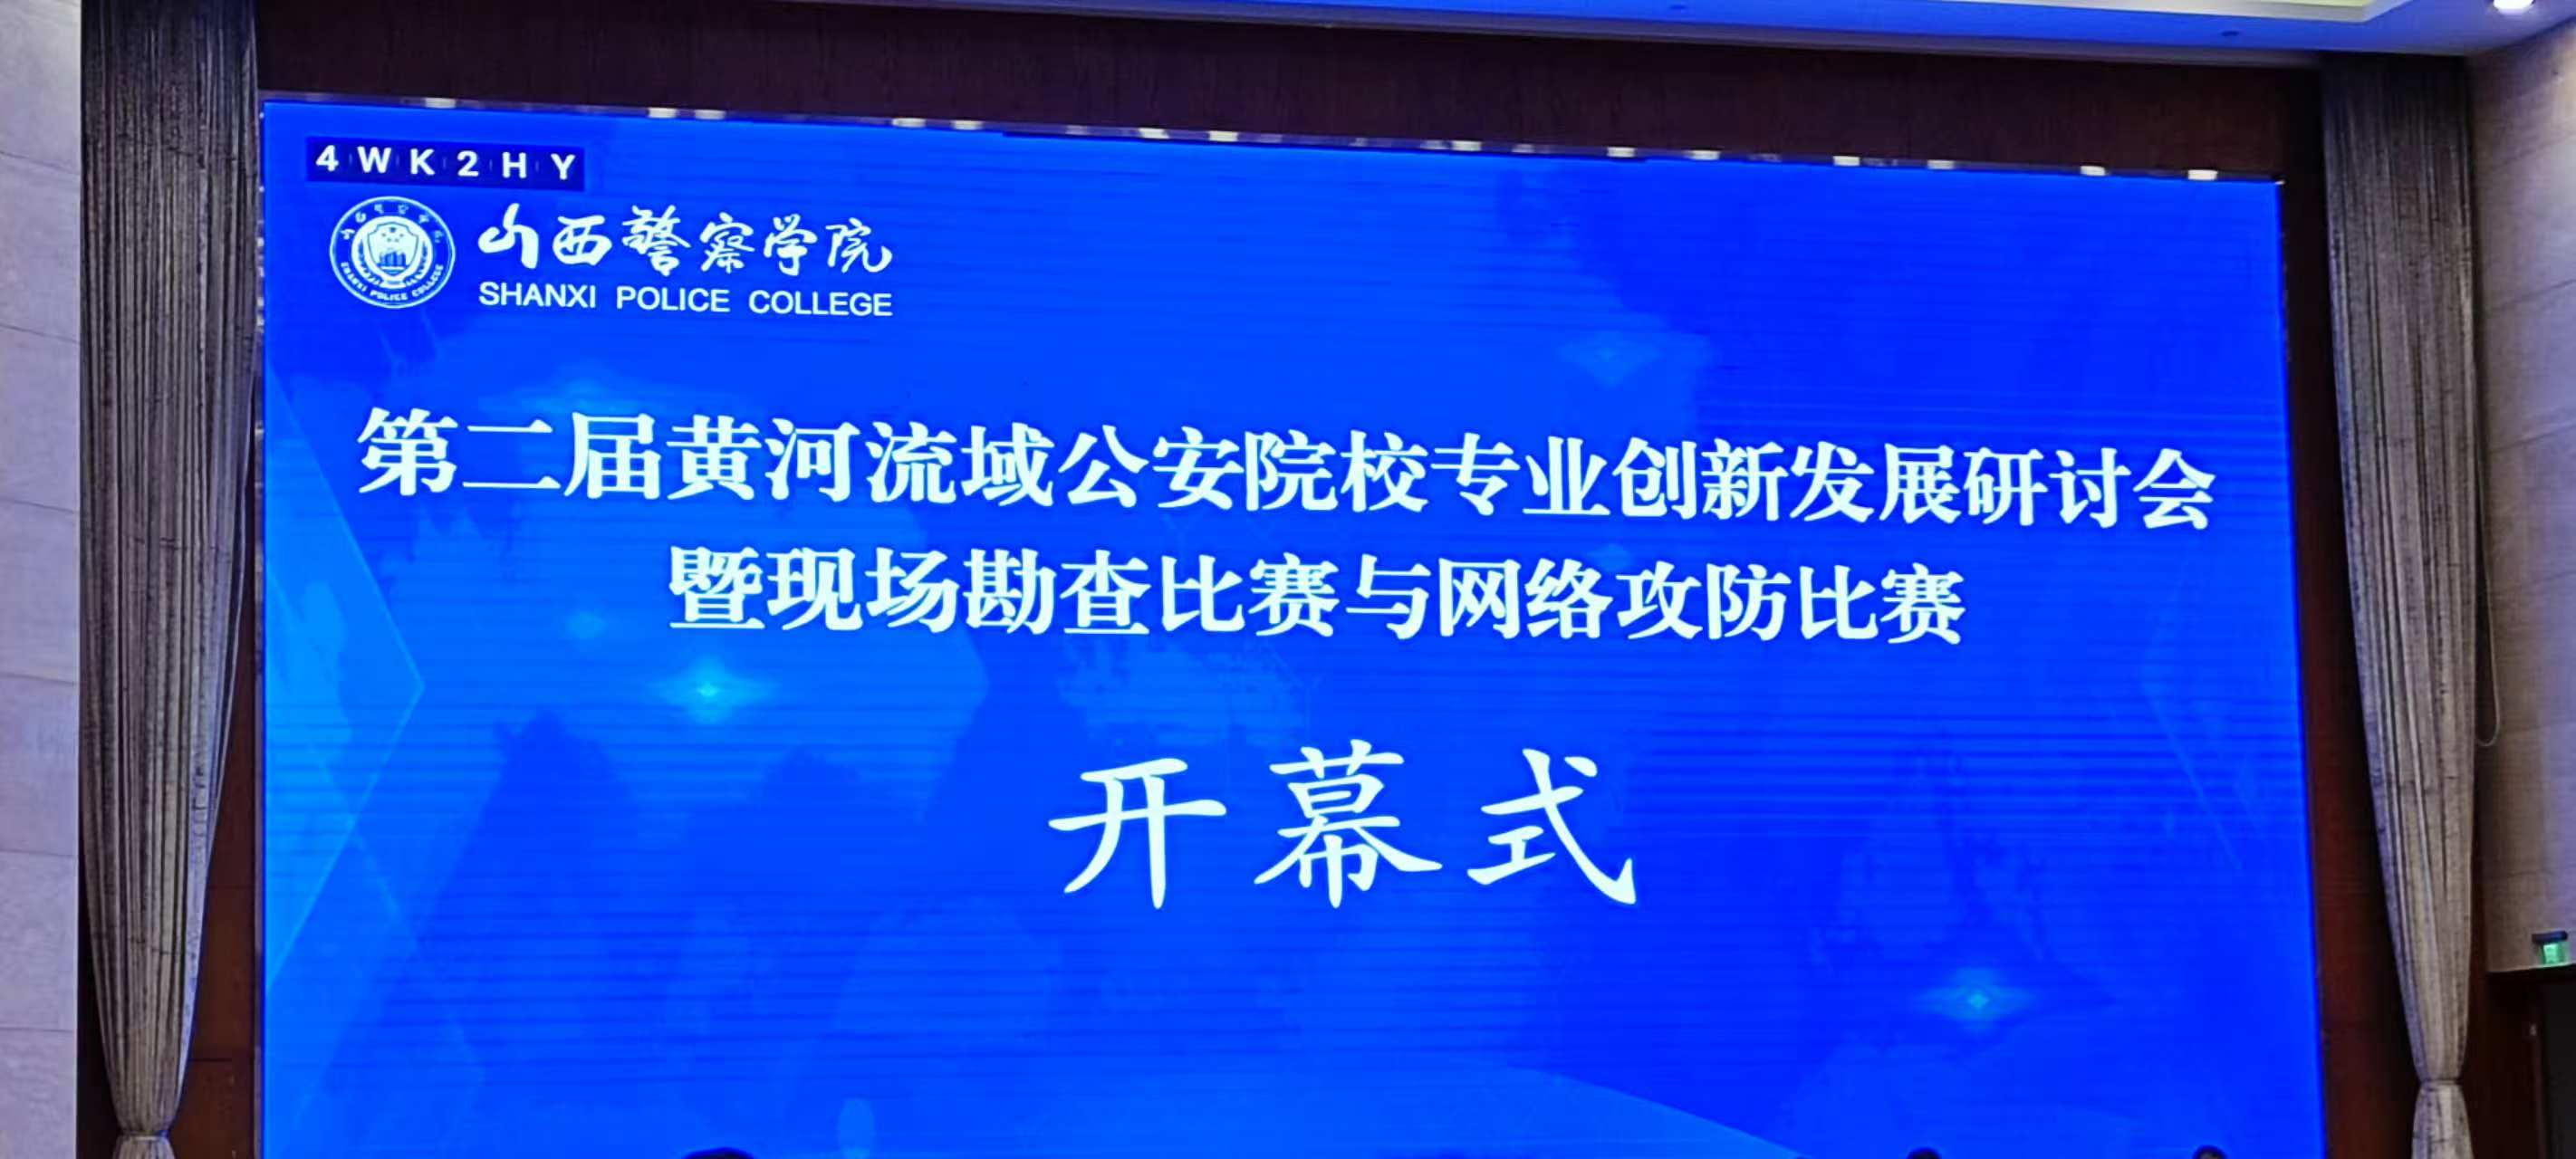 4WK2HY
山西警察学院
SHANXI POLICE COLLEGE
第二届黄河流域公安院校专业创新发展研讨会
暨现场勘查比赛与网络攻防比赛
开幕式